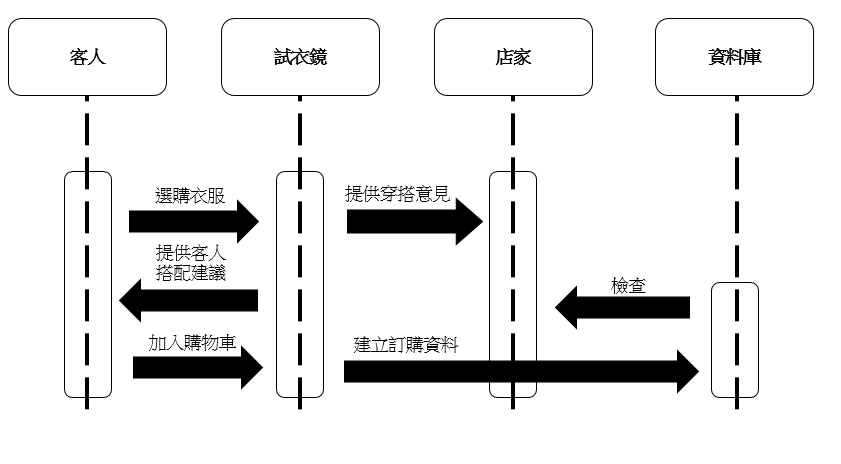 客人
試衣鏡
店家
資料庫
選購衣服
提供穿搭意見
提供客人
搭配建議
檢查
加入購物車
建立訂購資料